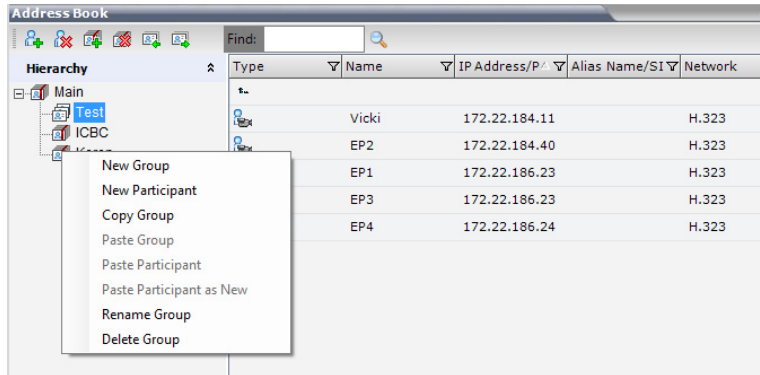 Address Book
Find:
Hierarchy
Type Name IP Address/P Alias Name/SI Network
Main
Test
ICBC
Vicki 172.22.184.11 H.323
EP2 172.22.184.40 H.323
EP1 172.22.186.23 H.323
EP3 172.22.186.23 H.323
EP4 172.22.186.24 H.323
New Group
New Participant
Copy Group
Paste Group
Paste Participant
Paste Participant as New
Rename Group
Delete Group